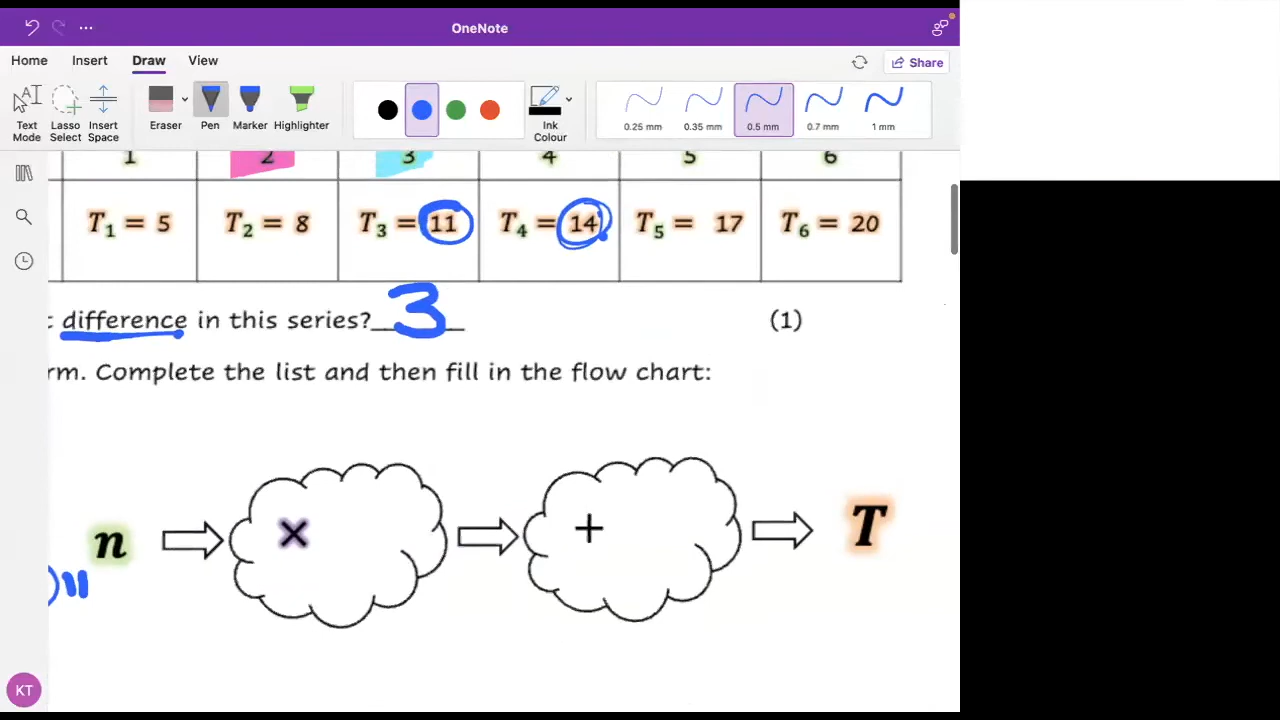 OneNote
Home Insert Draw View
Share
Text Mode Lasso Select Insert Space Eraser Pen Marker Highlighter Ink Colour 0.25 mm 0.35 mm 0.5 mm 0.7 mm 1 mm
1 2 3 4 5 6
T₁ = 5 T₂ = 8 T₃ = 11 T₄ = 14 T₅ = 17 T₆ = 20
difference in this series? 3 (1)
rm. Complete the list and then fill in the flow chart:
n × + T
11
KT